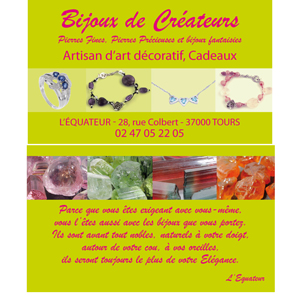 Bijoux de Créateurs
Pierres Fines, Pierres Précieuses et bijoux fantaisies
Artisan d'art décoratif, Cadeaux
L'ÉQUATEUR - 28, rue Colbert - 37000 TOURS
02 47 05 22 05
Parce que vous êtes exigeant avec vous-même,
vous l'êtes aussi avec les bijoux que vous portez.
Ils sont avant tout nobles, naturels à votre doigt,
autour de votre cou, à vos oreilles,
ils seront toujours le plus de votre Elégance.
L'Equateur